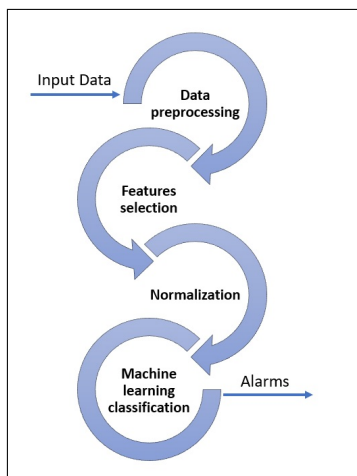 Input Data
Data
preprocessing
Features
selection
Normalization
Machine
learning
classification
Alarms